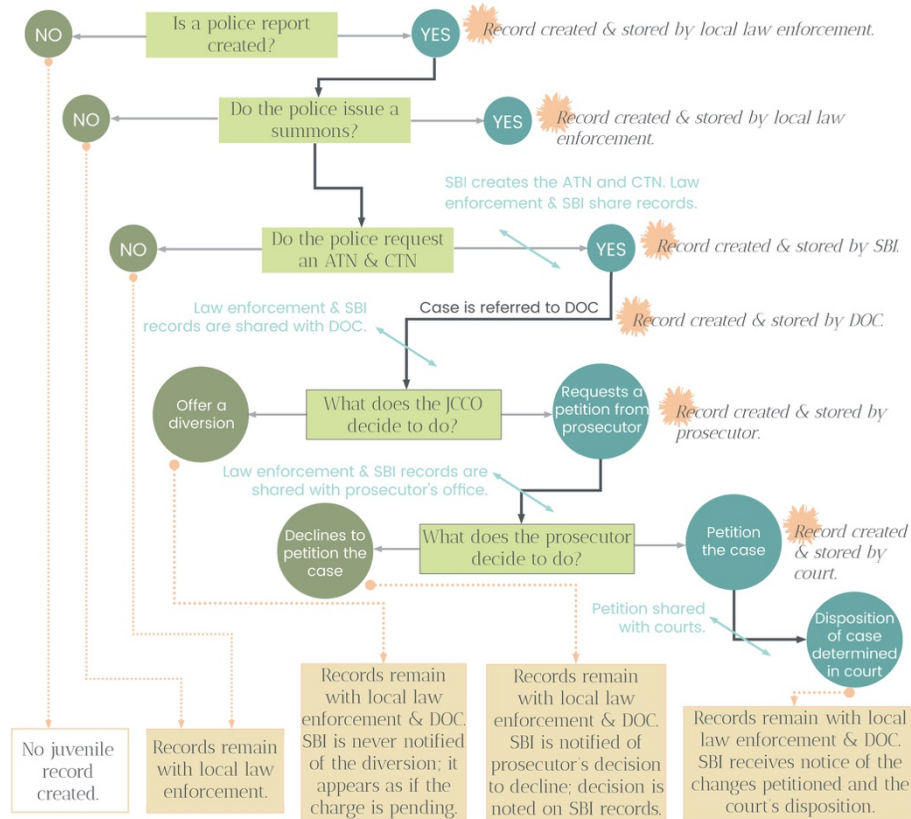 NO
Is a police report
created?
YES
Record created & stored by local law enforcement.
NO
Do the police issue a
summons?
YES
Record created & stored by local law
enforcement.
SBI creates the ATN and CTN. Law
enforcement & SBI share records.
NO
Do the police request
an ATN & CTN
YES
Record created & stored by SBI.
Law enforcement & SBI
records are shared with DOC.
Case is referred to DOC
Record created & stored by DOC.
Offer a
diversion
What does the JCCO
decide to do?
Requests a
petition from
prosecutor
Record created & stored by
prosecutor.
Law enforcement & SBI records are
shared with prosecutor's office.
Declines to
petition the
case
What does the prosecutor
decide to do?
Petition
the case
Record created
& stored by
court.
Petition shared
with courts.
Disposition
of case
determined
in court
No juvenile
record
created.
Records remain
with local law
enforcement.
Records remain
with local law
enforcement & DOC.
SBI is never notified
of the diversion; it
appears as if the
charge is pending.
Records remain
with local law
enforcement & DOC.
SBI is notified of
prosecutor's decision
to decline; decision
is noted on SBI records.
Records remain with local
law enforcement & DOC.
SBI receives notice of the
changes petitioned and the
court's disposition.